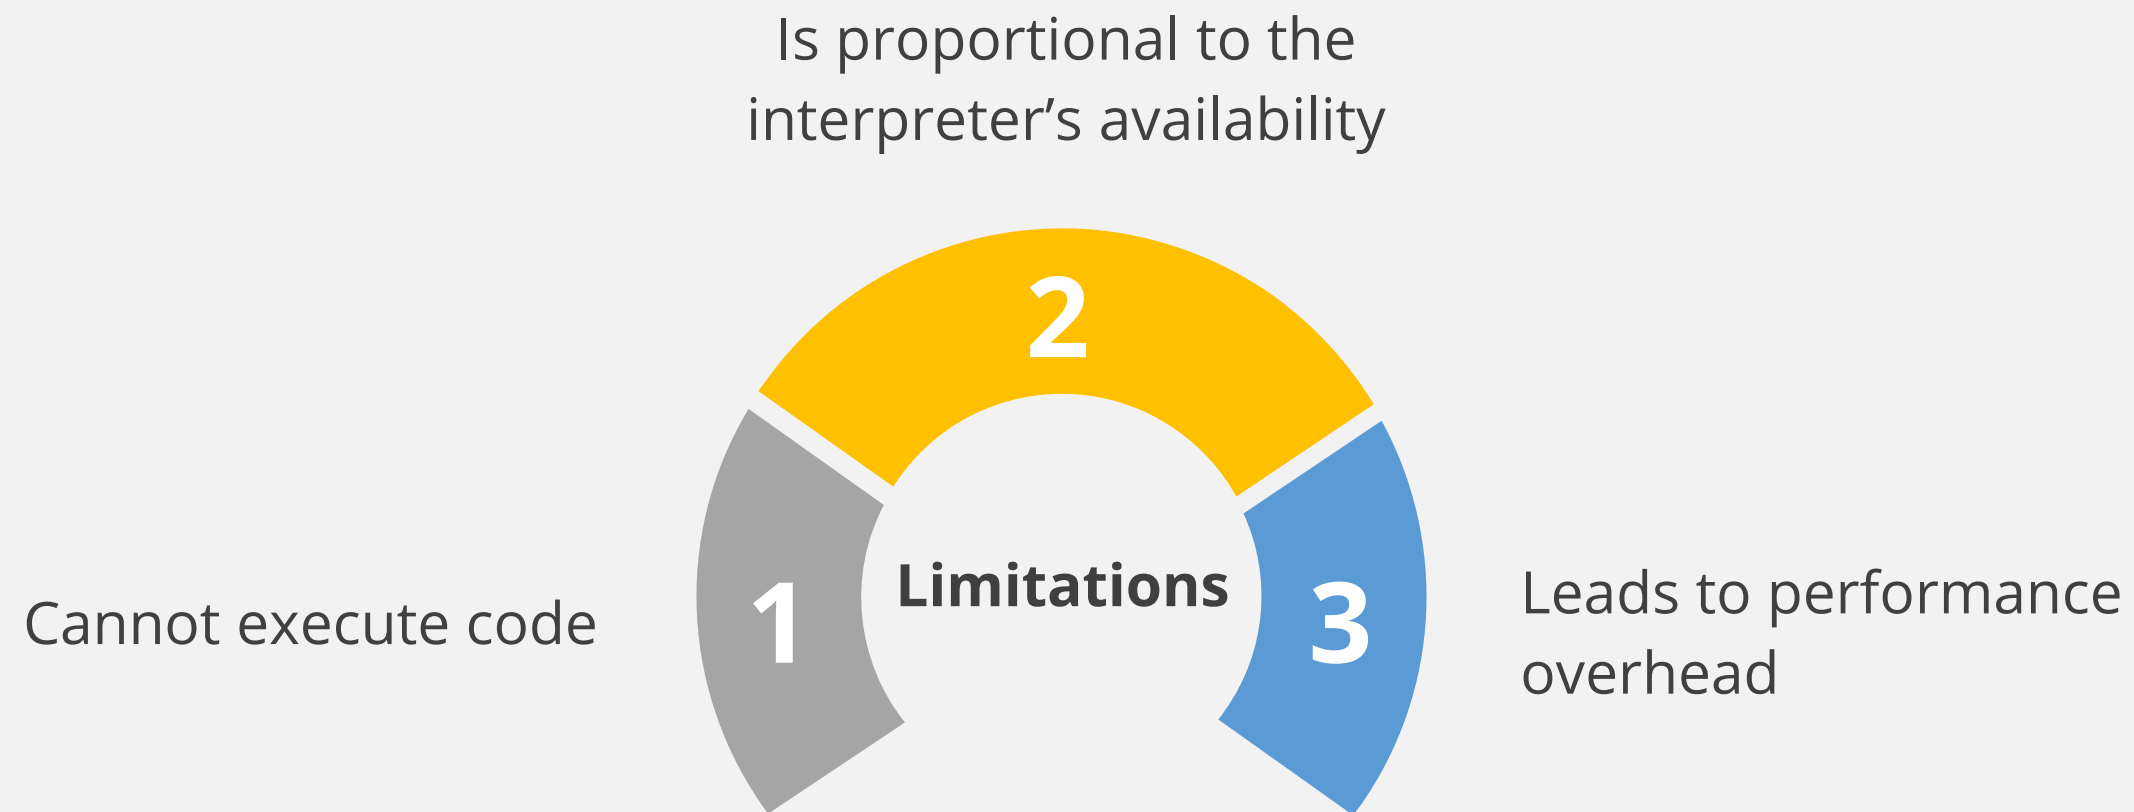 Is proportional to the
interpreter’s availability
2
1
Limitations
3
Cannot execute code
Leads to performance
overhead